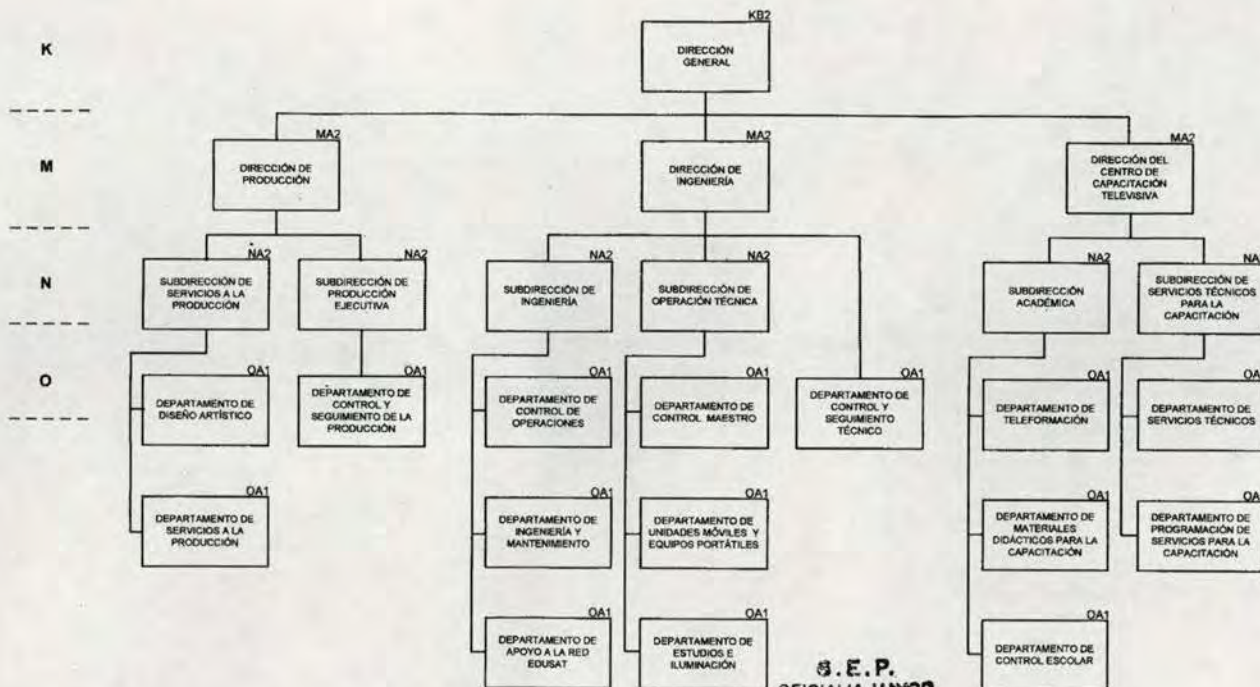 K
KB2
DIRECCIÓN
GENERAL
M
MA2
DIRECCIÓN DE
PRODUCCIÓN
MA2
DIRECCIÓN DE
INGENIERÍA
MA2
DIRECCIÓN DEL
CENTRO DE
CAPACITACIÓN
TELEVISIVA
N
NA2
SUBDIRECCIÓN DE
SERVICIOS A LA
PRODUCCIÓN
NA2
SUBDIRECCIÓN DE
PRODUCCIÓN
EJECUTIVA
NA2
SUBDIRECCIÓN DE
INGENIERÍA
NA2
SUBDIRECCIÓN DE
OPERACIÓN TÉCNICA
NA2
SUBDIRECCIÓN
ACADÉMICA
NA
SUBDIRECCIÓN DE
SERVICIOS TÉCNICOS
PARA LA
CAPACITACIÓN
O
OA1
DEPARTAMENTO DE
DISEÑO ARTÍSTICO
OA1
DEPARTAMENTO DE
CONTROL Y
SEGUIMIENTO DE LA
PRODUCCIÓN
OA1
DEPARTAMENTO DE
CONTROL DE
OPERACIONES
OA1
DEPARTAMENTO DE
CONTROL MAESTRO
OA1
DEPARTAMENTO DE
CONTROL Y
SEGUIMIENTO
TÉCNICO
OA1
DEPARTAMENTO DE
TELEFORMACIÓN
OA
DEPARTAMENTO DE
SERVICIOS TÉCNICOS
OA1
DEPARTAMENTO DE
SERVICIOS A LA
PRODUCCIÓN
OA1
DEPARTAMENTO DE
INGENIERÍA Y
MANTENIMIENTO
OA1
DEPARTAMENTO DE
UNIDADES MÓVILES Y
EQUIPOS PORTÁTILES
OA1
DEPARTAMENTO DE
MATERIALES
DIDÁCTICOS PARA LA
CAPACITACIÓN
OA
DEPARTAMENTO DE
PROGRAMACIÓN DE
SERVICIOS PARA LA
CAPACITACIÓN
OA1
DEPARTAMENTO DE
APOYO A LA RED
EDUSAT
OA1
DEPARTAMENTO DE
ESTUDIOS E
ILUMINACIÓN
OA1
DEPARTAMENTO DE
CONTROL ESCOLAR
S.E.P.
OFICIALIA MAYOR